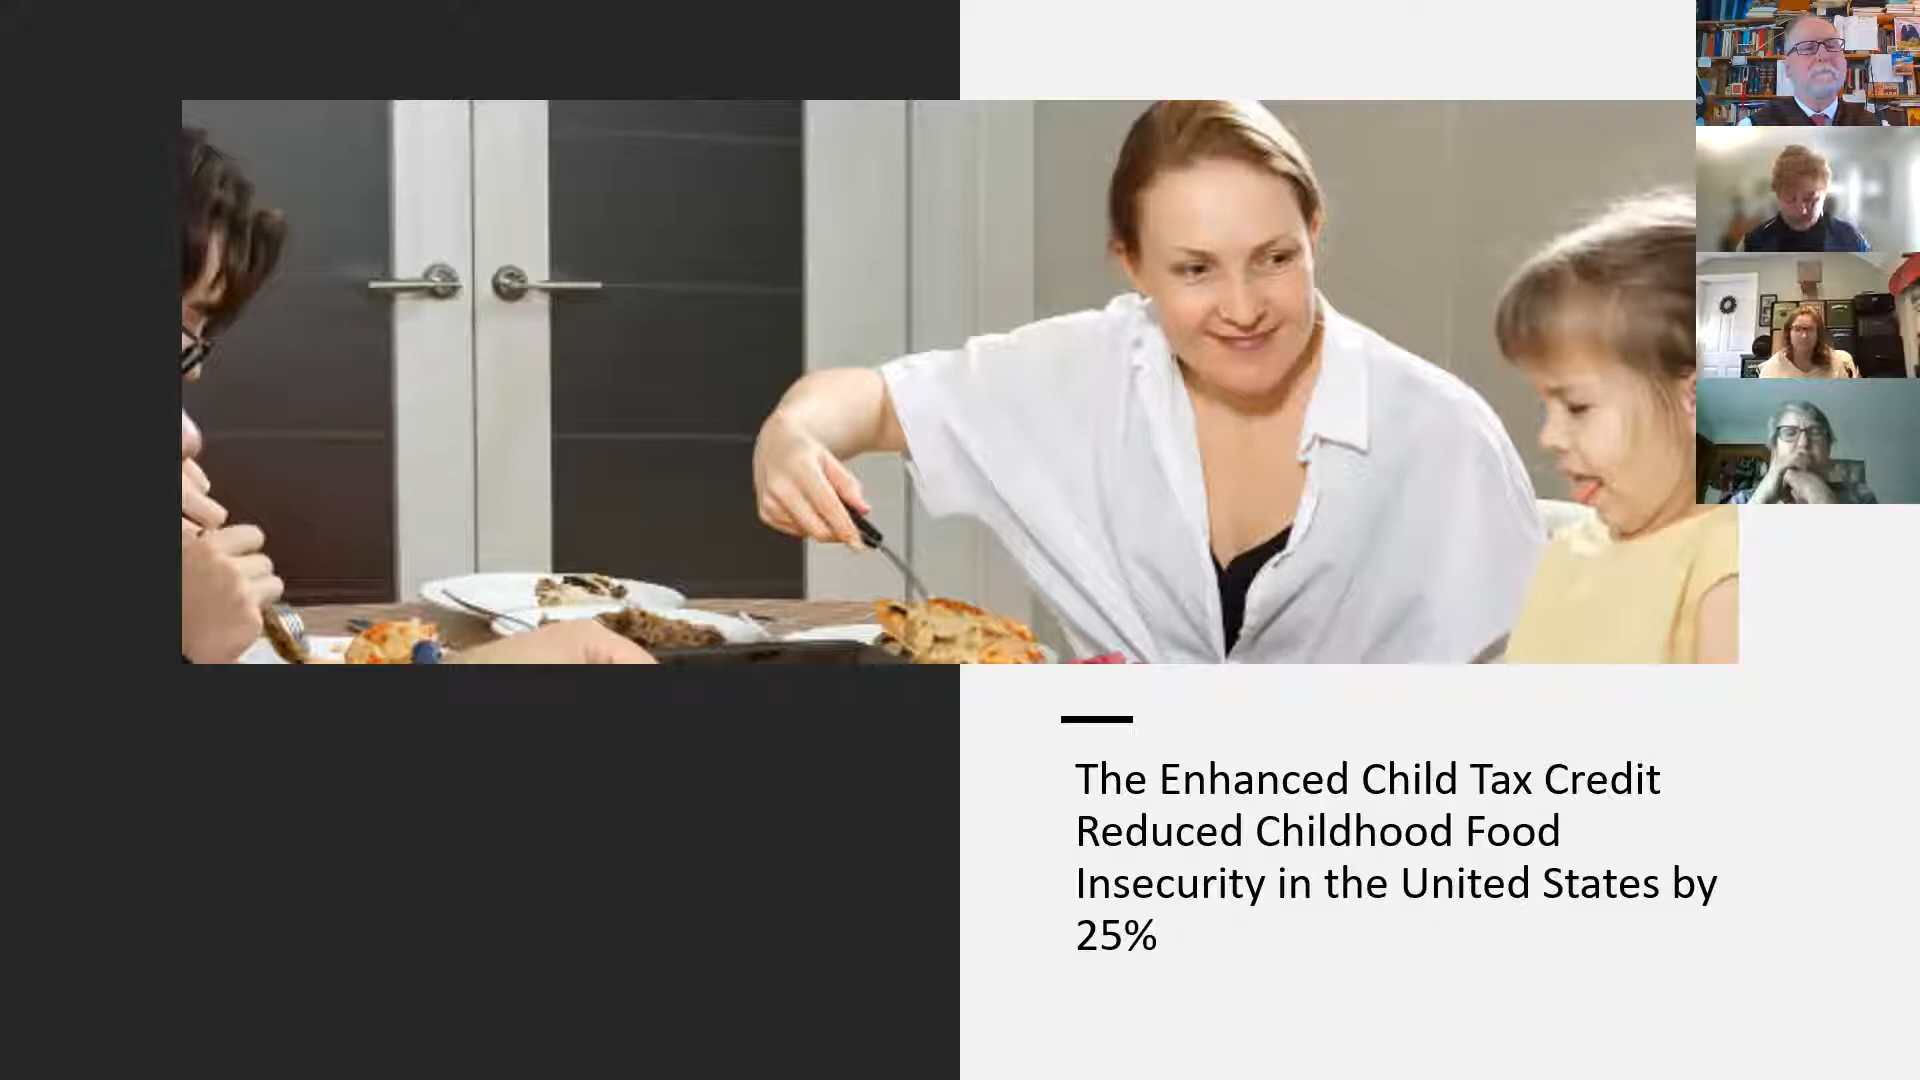 The Enhanced Child Tax Credit
Reduced Childhood Food
Insecurity in the United States by
25%